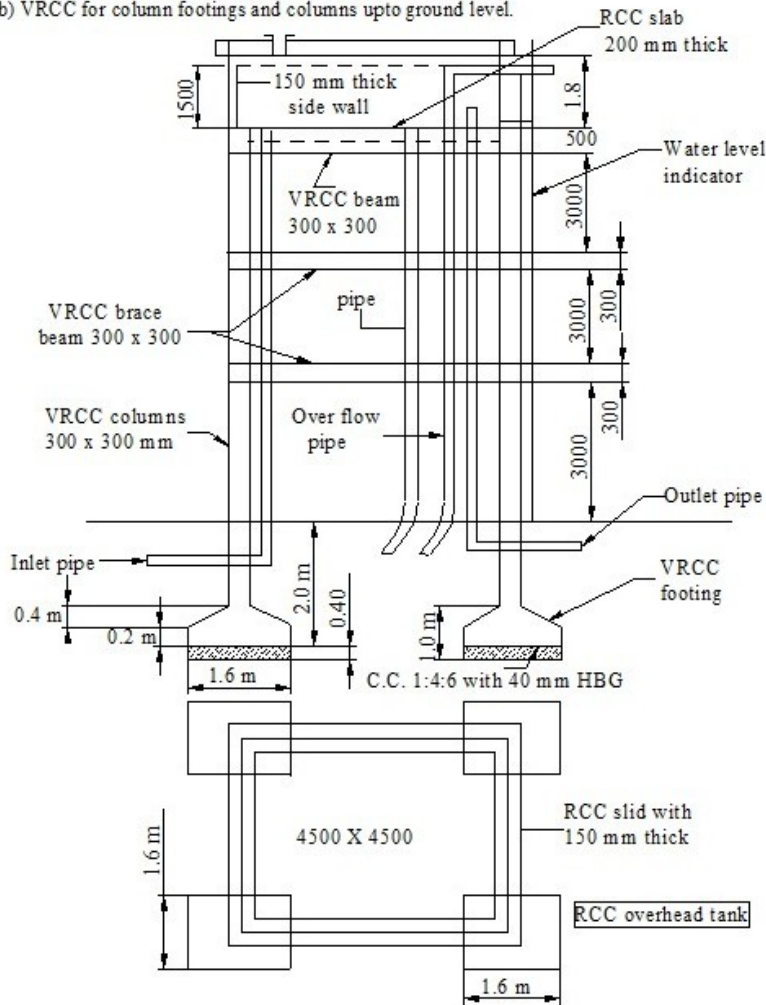 b) VRCC for column footings and columns upto ground level.
RCC slab
200 mm thick
150 mm thick
side wall
1500
1.8
500
Water level
indicator
VRCC beam
300 x 300
3000
VRCC brace
beam 300 x 300
pipe
3000
300
VRCC columns
300 x 300 mm
Over flow
pipe
300
3000
Outlet pipe
Inlet pipe
2.0 m
0.40
VRCC
footing
0.4 m
0.2 m
1.0 m
1.6 m
C.C. 1:4:6 with 40 mm HBG
4500 X 4500
RCC slid with
150 mm thick
1.6 m
RCC overhead tank
1.6 m